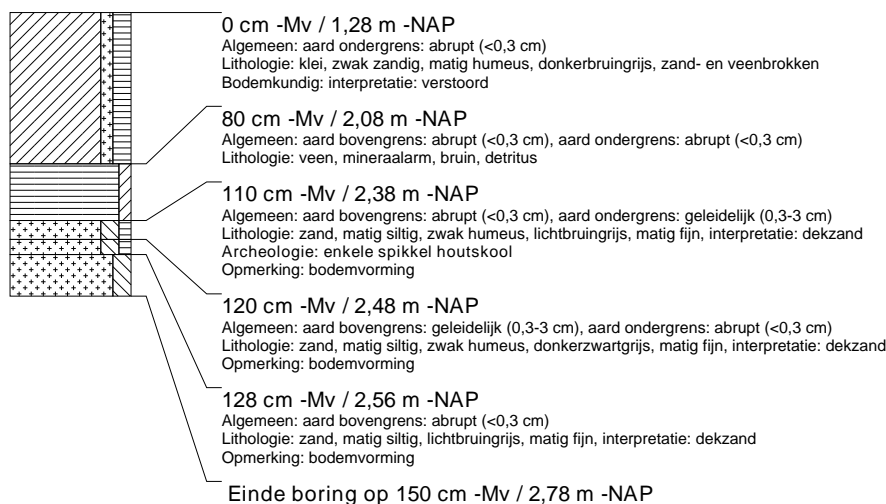 0 cm -Mv / 1,28 m -NAP
Algemeen: aard ondergrens: abrupt (<0,3 cm)
Lithologie: klei, zwak zandig, matig humeus, donkerbruingrijs, zand- en veenbrokken
Bodemkundig: interpretatie: verstoord
80 cm -Mv / 2,08 m -NAP
Algemeen: aard bovengrens: abrupt (<0,3 cm), aard ondergrens: abrupt (<0,3 cm)
Lithologie: veen, mineraalarm, bruin, detritus
110 cm -Mv / 2,38 m -NAP
Algemeen: aard bovengrens: abrupt (<0,3 cm), aard ondergrens: geleidelijk (0,3-3 cm)
Lithologie: zand, matig siltig, zwak humeus, lichtbruingrijs, matig fijn, interpretatie: dekzand
Archeologie: enkele spikkel houtskool
Opmerking: bodemvorming
120 cm -Mv / 2,48 m -NAP
Algemeen: aard bovengrens: geleidelijk (0,3-3 cm), aard ondergrens: abrupt (<0,3 cm)
Lithologie: zand, matig siltig, zwak humeus, donkerzwartgrijs, matig fijn, interpretatie: dekzand
Opmerking: bodemvorming
128 cm -Mv / 2,56 m -NAP
Algemeen: aard bovengrens: abrupt (<0,3 cm)
Lithologie: zand, matig siltig, lichtbruingrijs, matig fijn, interpretatie: dekzand
Opmerking: bodemvorming
Einde boring op 150 cm -Mv / 2,78 m -NAP